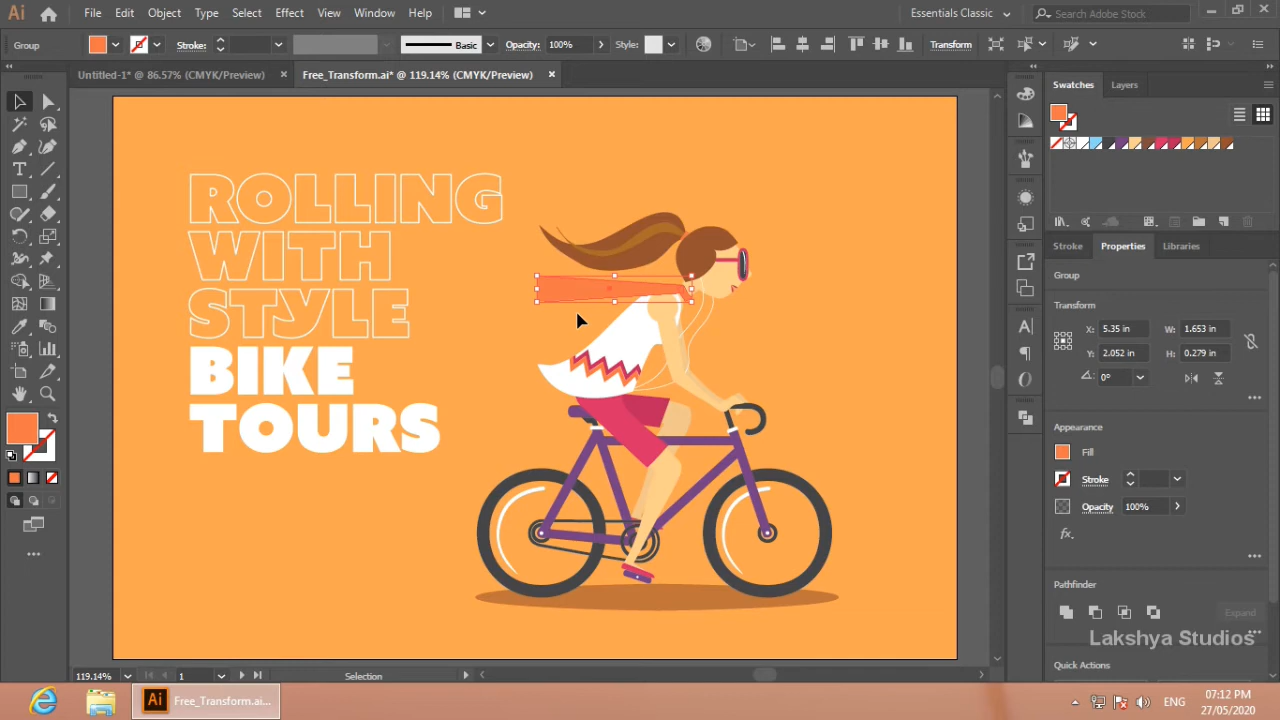 Ai File Edit Object Type Select Effect View Window Help Essentials Classic Search Adobe Stock
Group Stroke: Basic Opacity: 100% Style: Transform
Untitled-1* @ 86.57% (CMYK/Preview) × Free_Transform.ai* @ 119.14% (CMYK/Preview) ×
Swatches Layers
ROLLING
WITH
STYLE
BIKE
TOURS
Stroke Properties Libraries
Group
Transform
X: 5.35 in W: 1.653 in
Y: 2.052 in H: 0.279 in
0°
Appearance
Fill
Stroke
Opacity 100%
fx.
Pathfinder
Expand
Lakshya Studios
Quick Actions
119.14% 1 Selection
Ai Free_Transform.ai... ENG 07:12 PM
27/05/2020